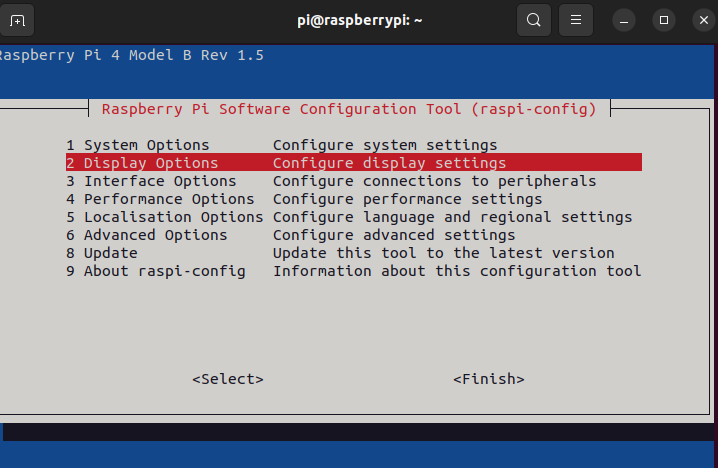 pi@raspberrypi: ~
Raspberry Pi 4 Model B Rev 1.5
Raspberry Pi Software Configuration Tool (raspi-config)
1 System Options Configure system settings
2 Display Options Configure display settings
3 Interface Options Configure connections to peripherals
4 Performance Options Configure performance settings
5 Localisation Options Configure language and regional settings
6 Advanced Options Configure advanced settings
8 Update Update this tool to the latest version
9 About raspi-config Information about this configuration tool
<Select> <Finish>